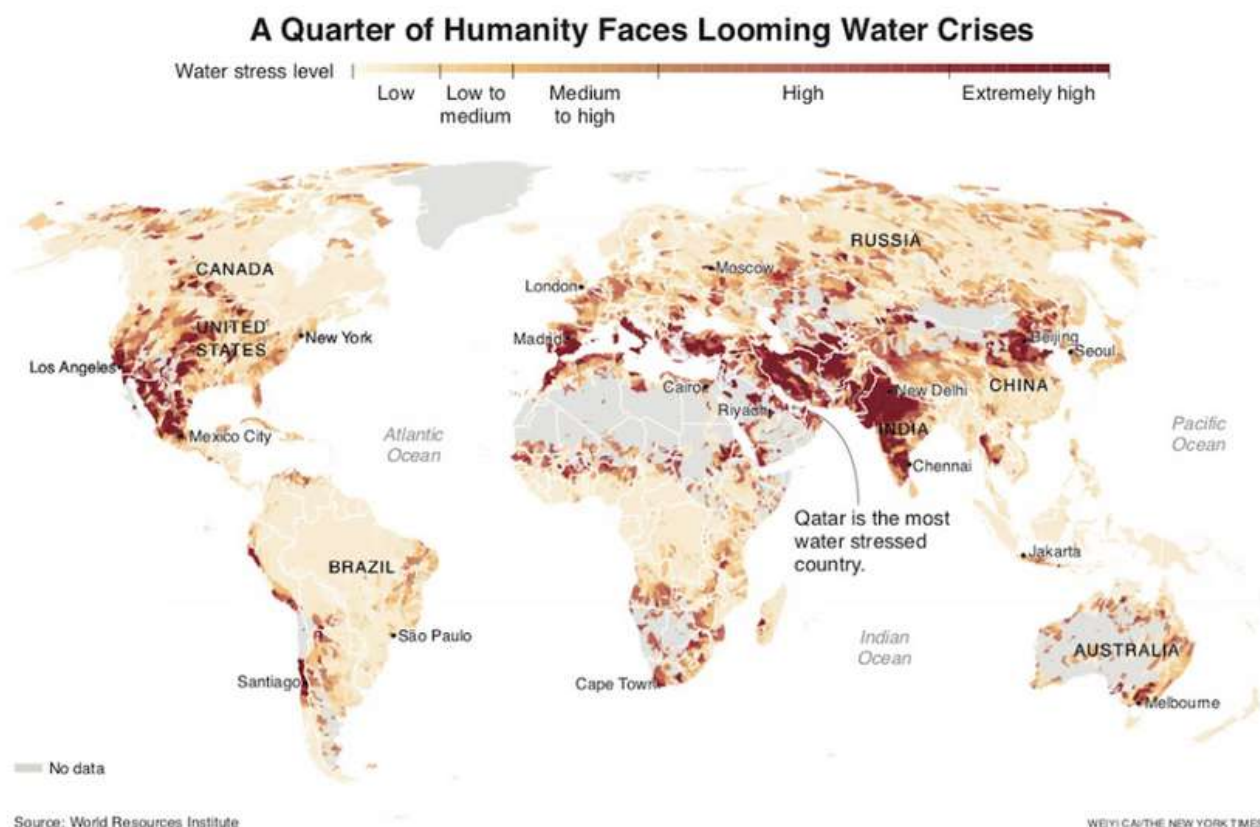 A Quarter of Humanity Faces Looming Water Crises
Water stress level
Low
Low to
medium
Medium
to high
High
Extremely high
RUSSIA
CANADA
Moscow
London
UNITED
STATES
New York
Madrid
Beijing
Seoul
Los Angeles
Cairo
New Delhi
CHINA
Riyadh
Mexico City
Atlantic
Ocean
INDIA
Pacific
Ocean
Chennai
Qatar is the most
water stressed
country.
Jakarta
BRAZIL
São Paulo
Indian
Ocean
AUSTRALIA
Santiago
Cape Town
Melbourne
No data
Source: World Resources Institute
WEIYI CAI/THE NEW YORK TIMES